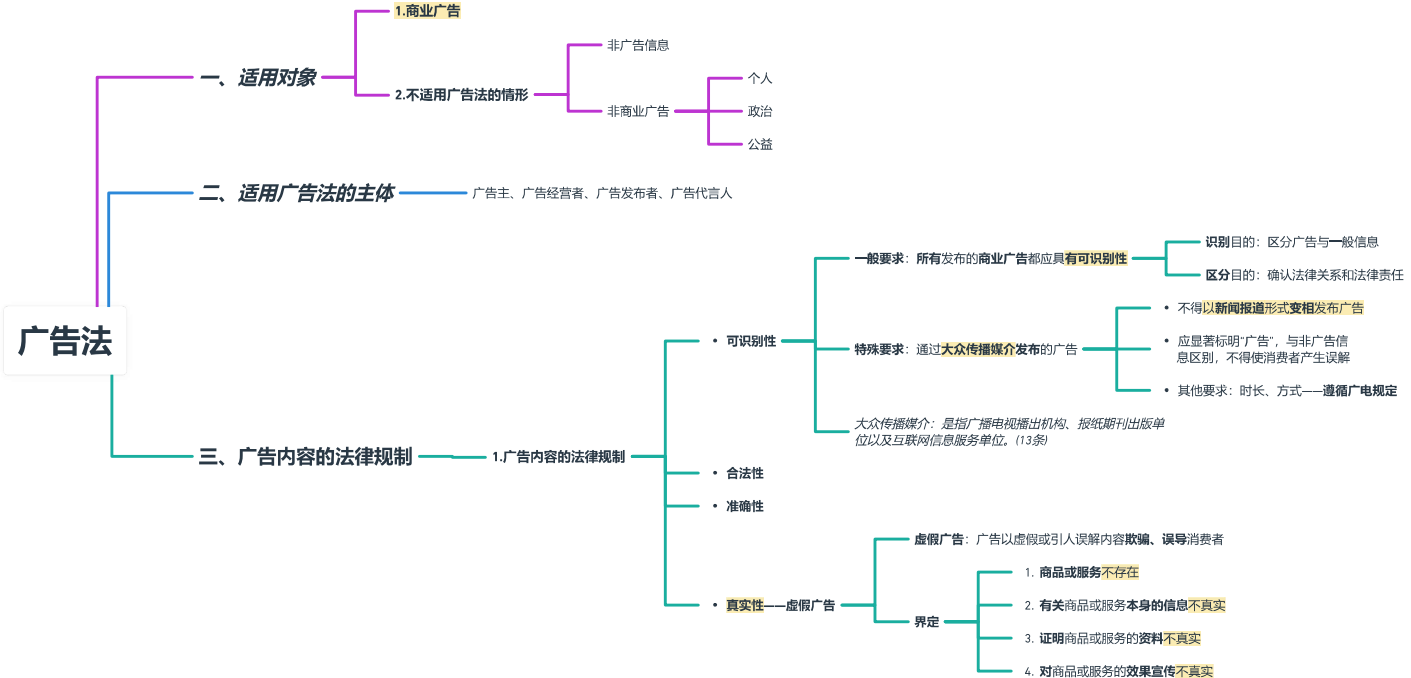 广告法
一、适用对象
1.商业广告
2.不适用广告法的情形
非广告信息
非商业广告
个人
政治
公益
二、适用广告法的主体
广告主、广告经营者、广告发布者、广告代言人
三、广告内容的法律规制
1.广告内容的法律规制
• 可识别性
一般要求：所有发布的商业广告都应具有可识别性
识别目的：区分广告与一般信息
区分目的：确认法律关系和法律责任
特殊要求：通过大众传播媒介发布的广告
• 不得以新闻报道形式变相发布广告
• 应显著标明“广告”，与非广告信
息区别，不得使消费者产生误解
• 其他要求：时长、方式——遵循广电规定
大众传播媒介：是指广播电视播出机构、报纸期刊出版单
位以及互联网信息服务单位。(13条)
• 合法性
• 准确性
• 真实性——虚假广告
虚假广告：广告以虚假或引人误解内容欺骗、误导消费者
界定
1. 商品或服务不存在
2. 有关商品或服务本身的信息不真实
3. 证明商品或服务的资料不真实
4. 对商品或服务的效果宣传不真实